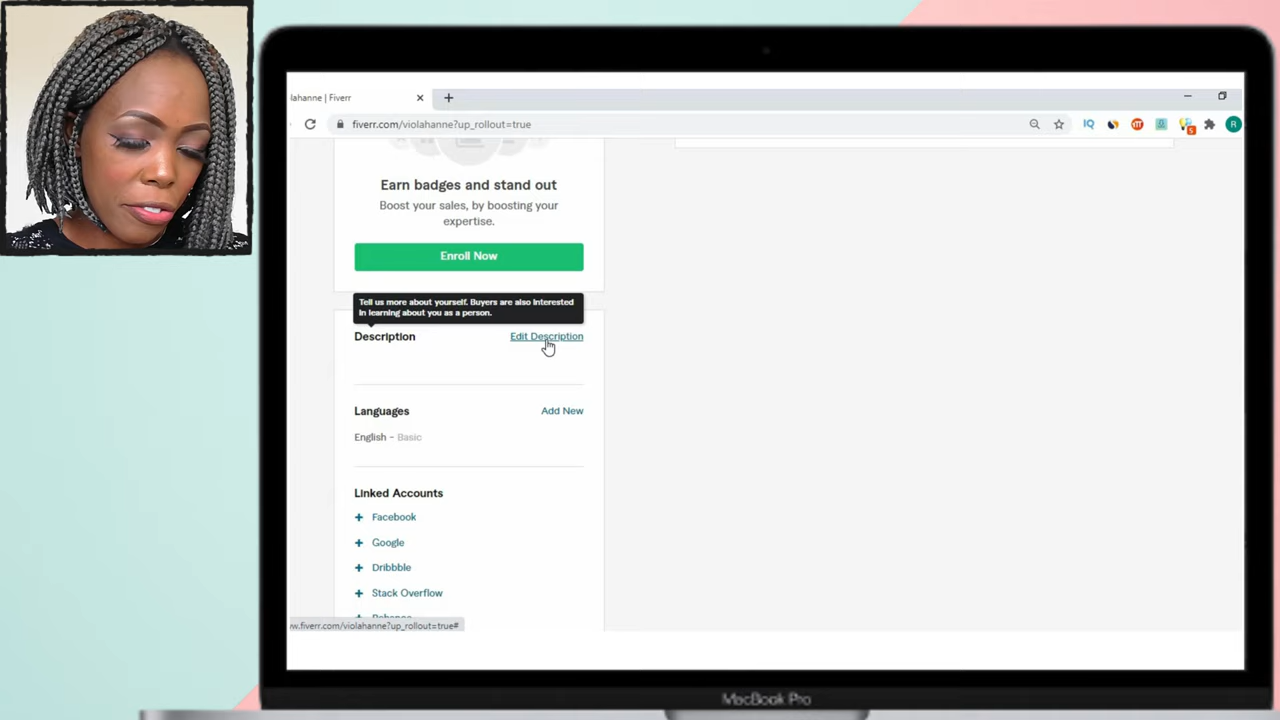 lahanne | Fiverr
fiverr.com/violahanne?up_rollout=true
IQ
5
R
Earn badges and stand out
Boost your sales, by boosting your
expertise.
Enroll Now
Tell us more about yourself. Buyers are also interested
in learning about you as a person.
Description
Edit Description
Languages
Add New
English - Basic
Linked Accounts
+ Facebook
+ Google
+ Dribbble
+ Stack Overflow
w.fiverr.com/violahanne?up_rollout=true#
MacBook Pro